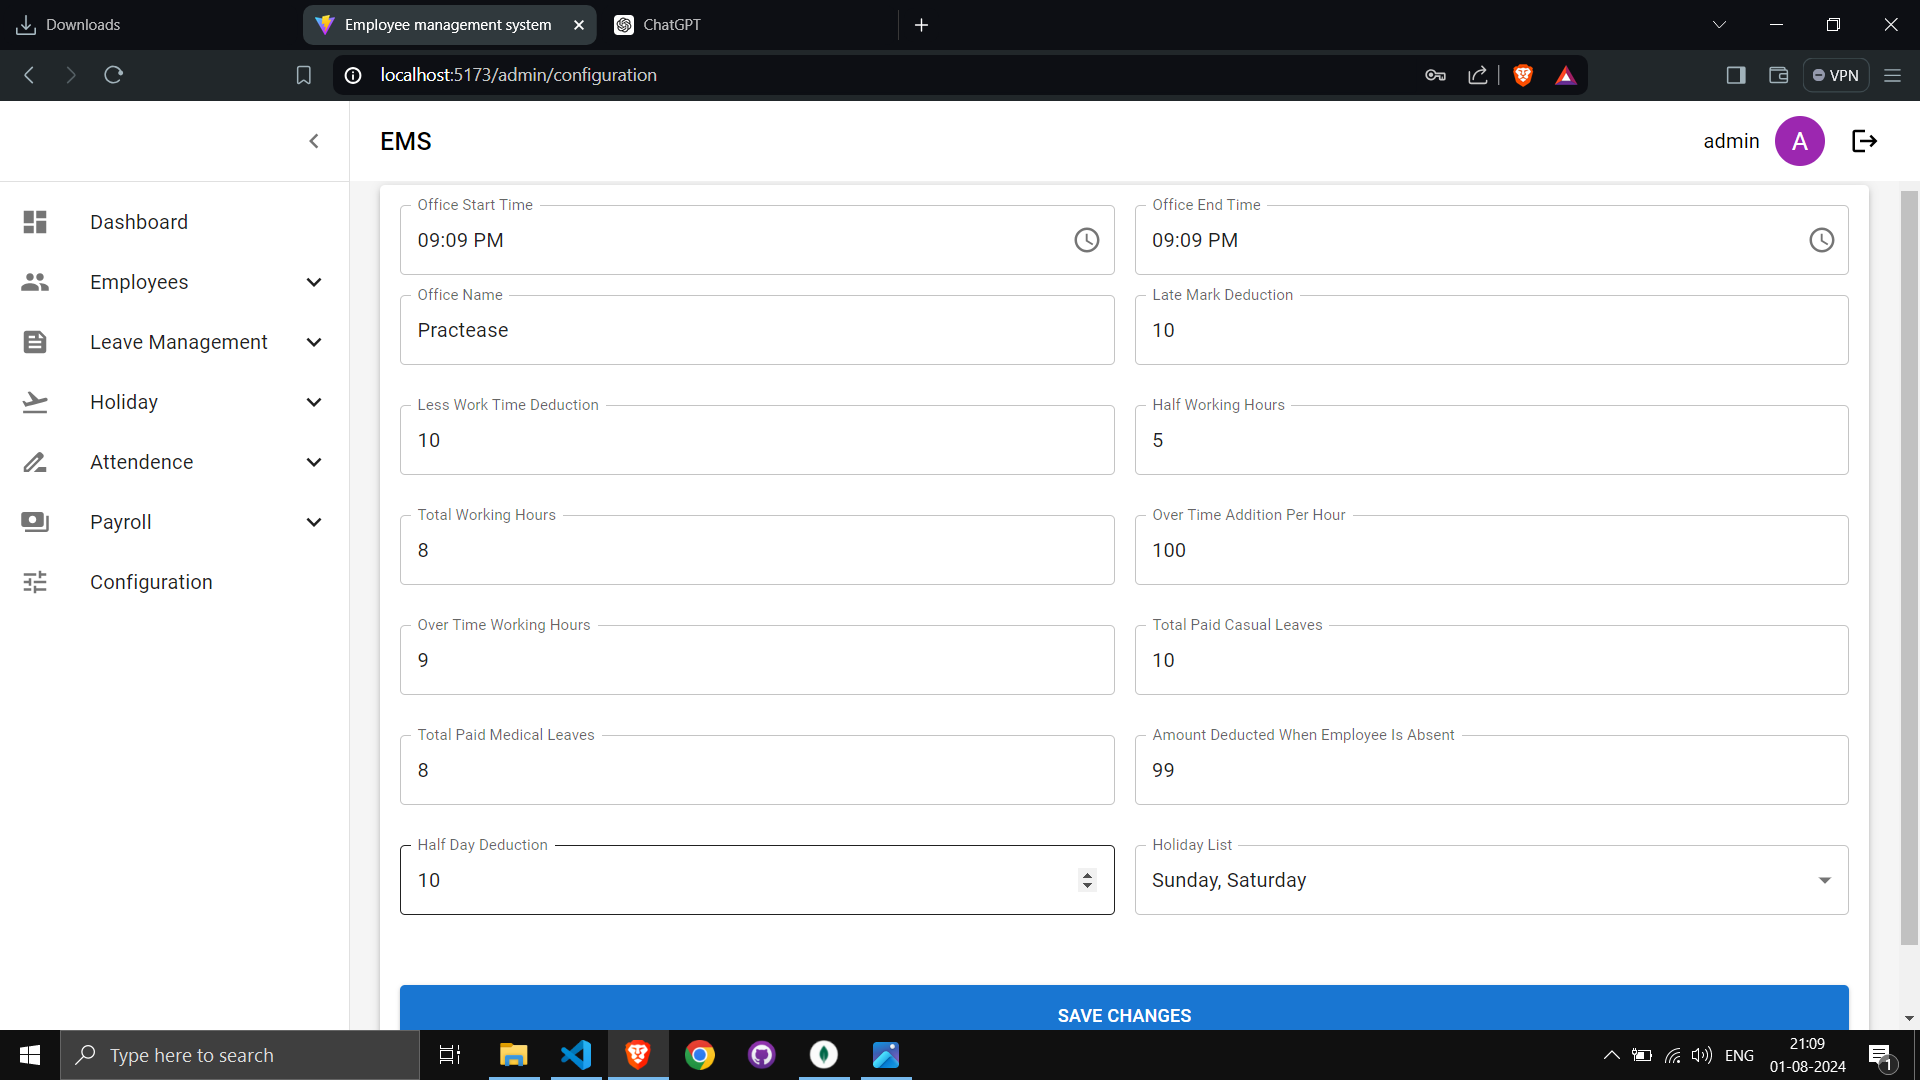 Downloads
Employee management system
ChatGPT
localhost:5173/admin/configuration
VPN
EMS
admin
A
Dashboard
Employees
Leave Management
Holiday
Attendence
Payroll
Configuration
Office Start Time
09:09 PM
Office End Time
09:09 PM
Office Name
Practease
Late Mark Deduction
10
Less Work Time Deduction
10
Half Working Hours
5
Total Working Hours
8
Over Time Addition Per Hour
100
Over Time Working Hours
9
Total Paid Casual Leaves
10
Total Paid Medical Leaves
8
Amount Deducted When Employee Is Absent
99
Half Day Deduction
10
Holiday List
Sunday, Saturday
SAVE CHANGES
Type here to search
ENG
21:09
01-08-2024
1